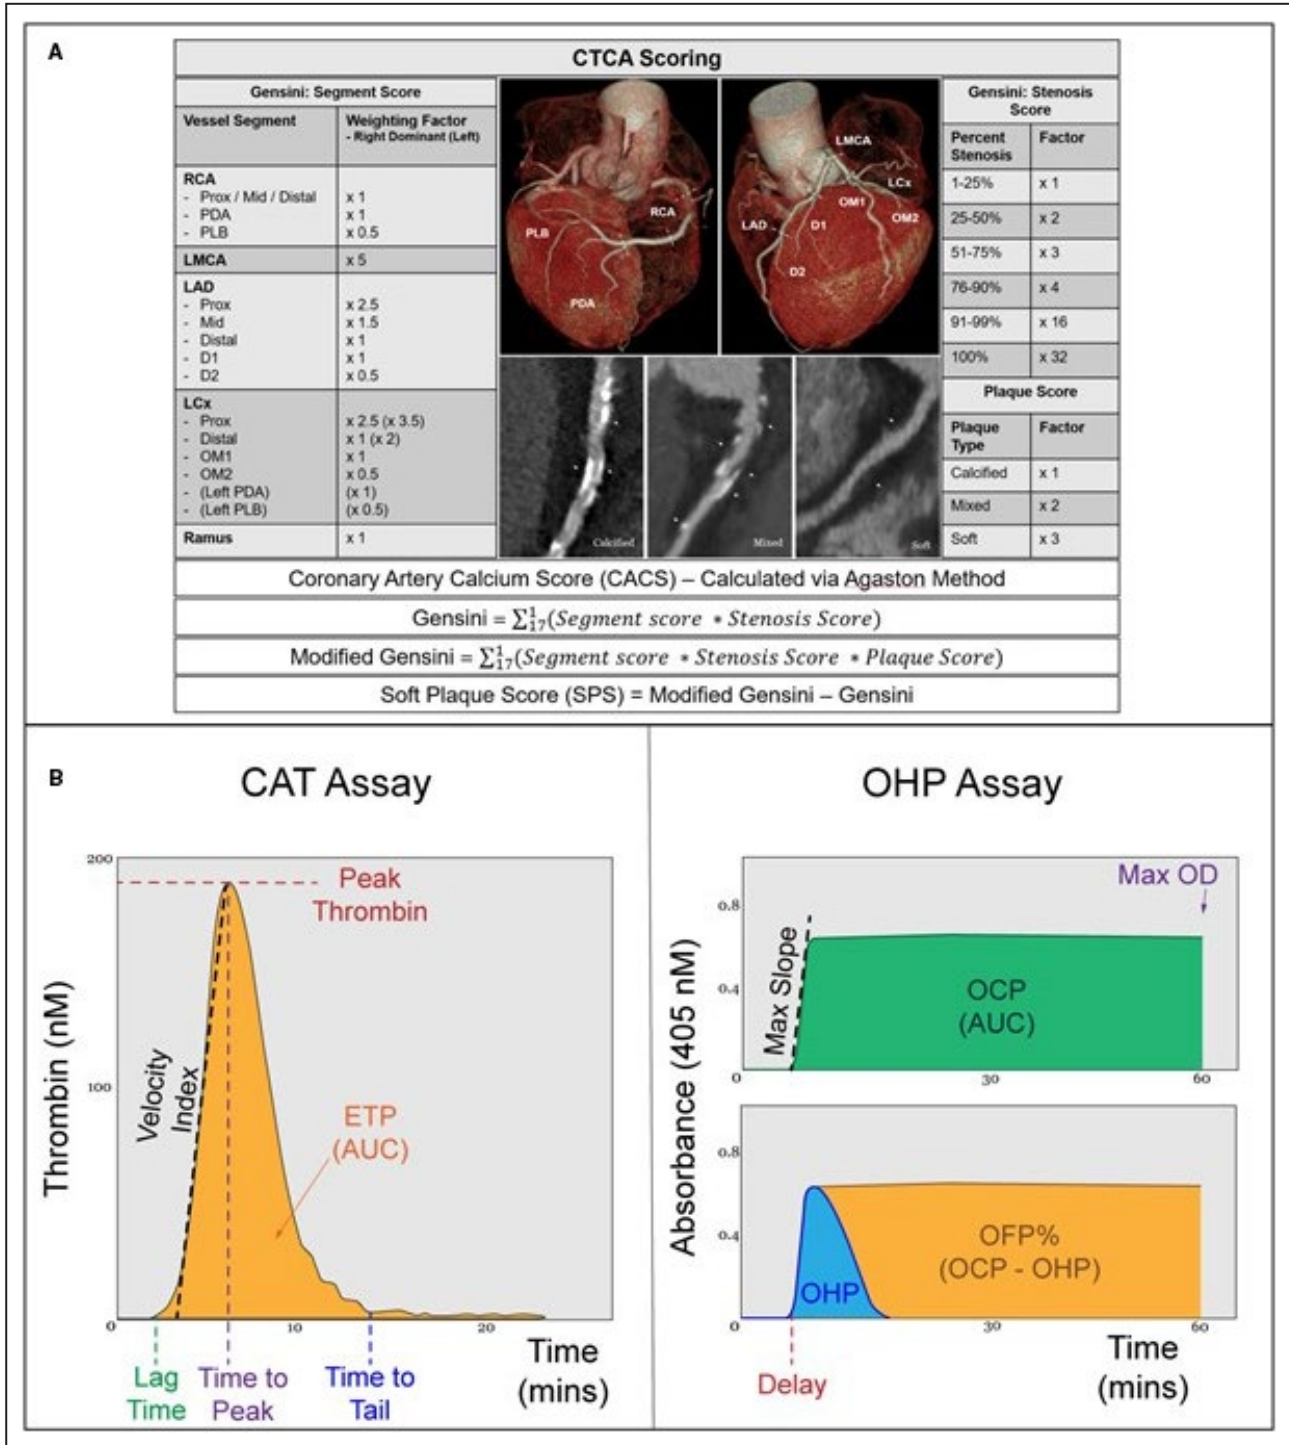 A
CTCA Scoring
Gensini: Segment Score
Vessel Segment
Weighting Factor
- Right Dominant (Left)
RCA
- Prox / Mid / Distal x 1
- PDA x 1
- PLB x 0.5
LMCA x 5
LAD
- Prox x 2.5
- Mid x 1.5
- Distal x 1
- D1 x 1
- D2 x 0.5
LCx
- Prox x 2.5 (x 3.5)
- Distal x 1 (x 2)
- OM1 x 1
- OM2 x 0.5
- (Left PDA) (x 1)
- (Left PLB) (x 0.5)
Ramus x 1
RCA
PLB
PDA
LMCA
LCx
OM1
OM2
LAD
D1
D2
Calcified
Mixed
Soft
Gensini: Stenosis
Score
Percent
Stenosis
Factor
1-25% x 1
25-50% x 2
51-75% x 3
76-90% x 4
91-99% x 16
100% x 32
Plaque Score
Plaque
Type
Factor
Calcified x 1
Mixed x 2
Soft x 3
Coronary Artery Calcium Score (CACS) – Calculated via Agaston Method
Gensini = ∑¹₁₇(Segment score * Stenosis Score)
Modified Gensini = ∑¹₁₇(Segment score * Stenosis Score * Plaque Score)
Soft Plaque Score (SPS) = Modified Gensini – Gensini
B
CAT Assay
200
100
0
10
20
Thrombin (nM)
Peak
Thrombin
Velocity
Index
ETP
(AUC)
Lag
Time
Time to
Peak
Time to
Tail
Time
(mins)
OHP Assay
Absorbance (405 nM)
0.8
0.4
0
30
60
Max OD
Max Slope
OCP
(AUC)
0.8
0.4
0
30
60
OHP
OFP%
(OCP - OHP)
Delay
Time
(mins)